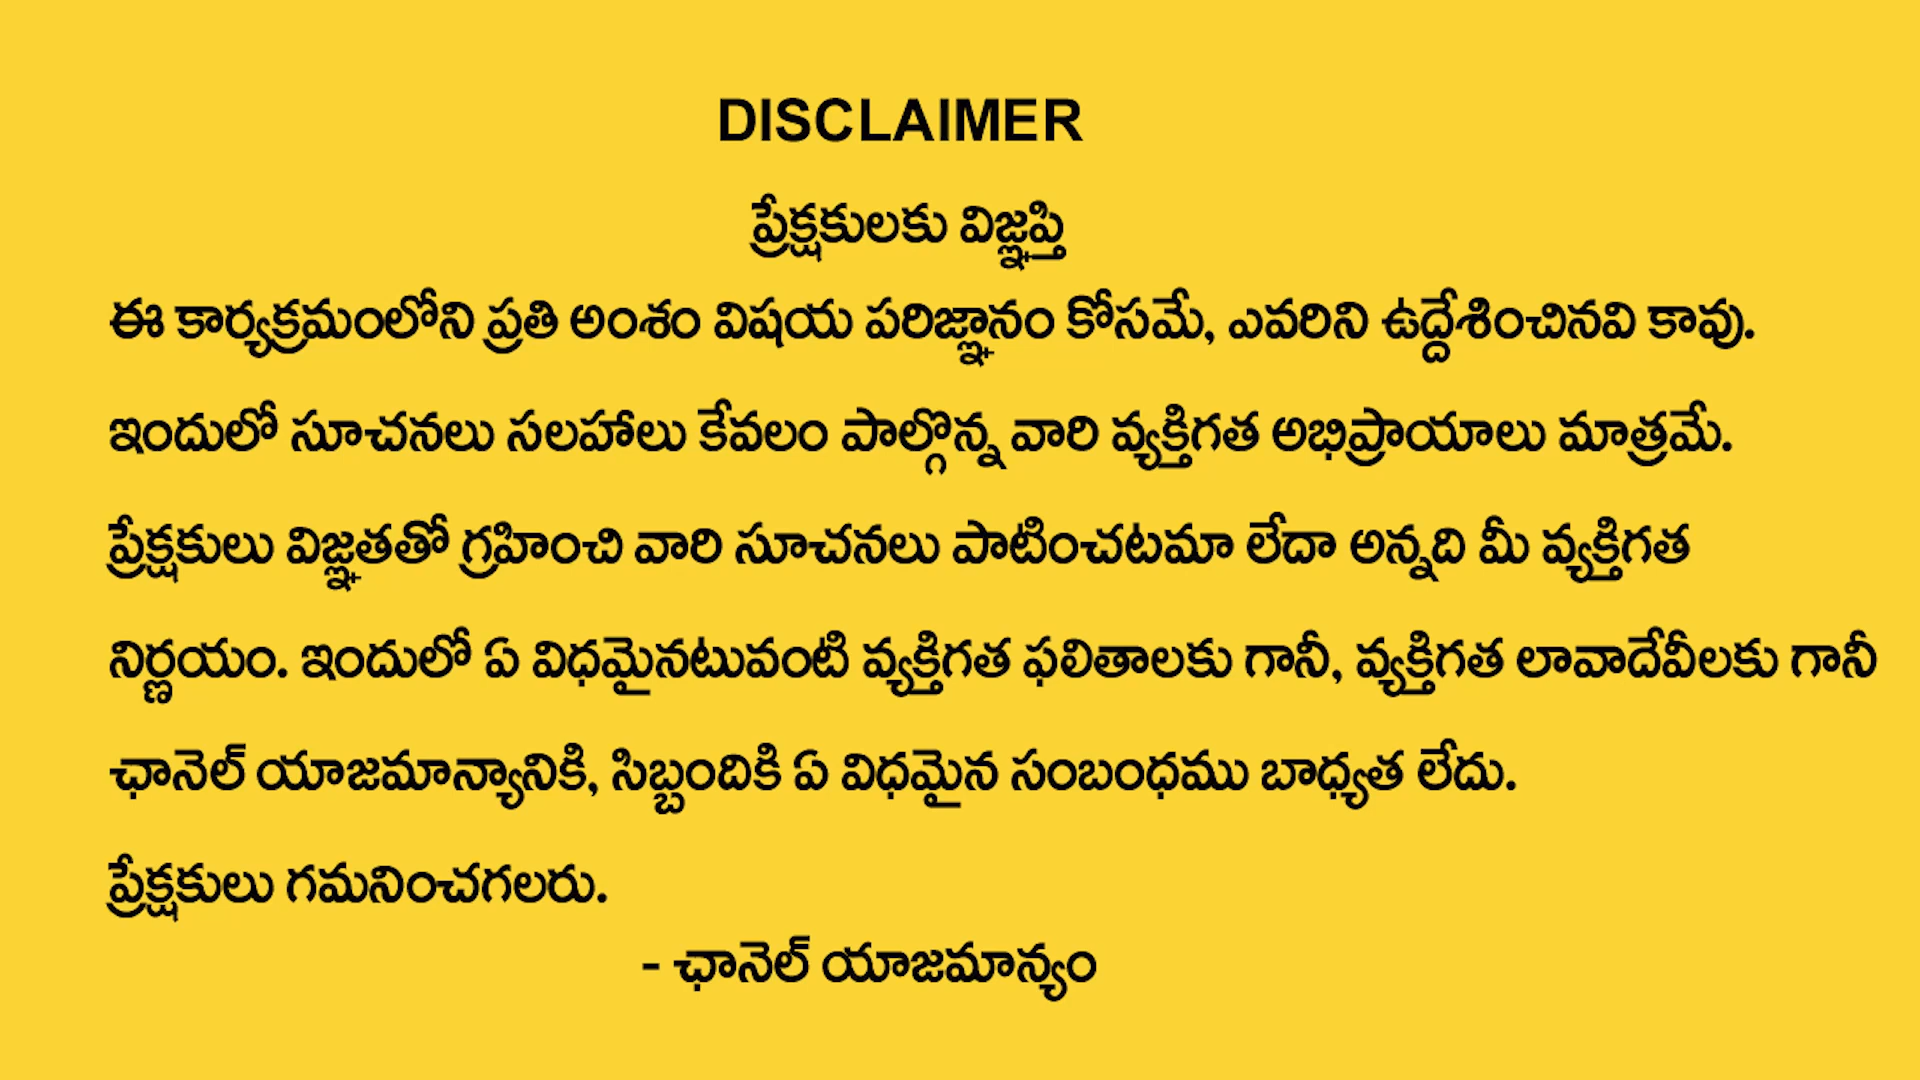 DISCLAIMER
ప్రేక్షకులకు విజ్ఞప్తి
ఈ కార్యక్రమంలోని ప్రతి అంశం విషయ పరిజ్ఞానం కోసమే, ఎవరిని ఉద్దేశించినవి కావు.
ఇందులో సూచనలు సలహాలు కేవలం పాల్గొన్న వారి వ్యక్తిగత అభిప్రాయాలు మాత్రమే.
ప్రేక్షకులు విజ్ఞతతో గ్రహించి వారి సూచనలు పాటించటమా లేదా అన్నది మీ వ్యక్తిగత
నిర్ణయం. ఇందులో ఏ విధమైనటువంటి వ్యక్తిగత ఫలితాలకు గానీ, వ్యక్తిగత లావాదేవీలకు గానీ
ఛానెల్ యాజమాన్యానికి, సిబ్బందికి ఏ విధమైన సంబంధము బాధ్యత లేదు.
ప్రేక్షకులు గమనించగలరు.
- ఛానెల్ యాజమాన్యం